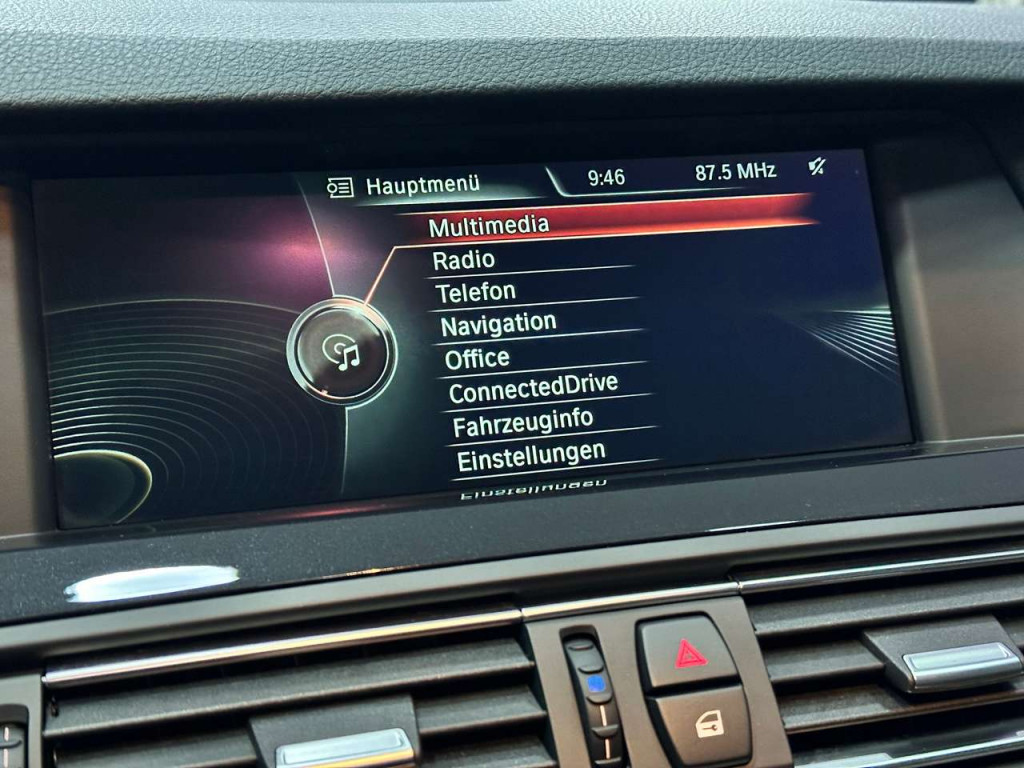 Hauptmenü 9:46 87.5 MHz
Multimedia
Radio
Telefon
Navigation
Office
ConnectedDrive
Fahrzeuginfo
Einstellungen